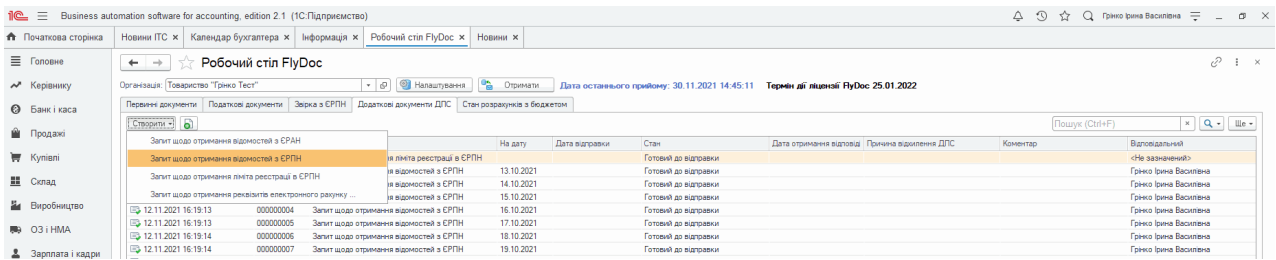 1С Business automation software for accounting, edition 2.1 (1С:Підприємство) Грінко Ірина Василівна
Початкова сторінка Новини ІТС × Календар бухгалтера × Інформація × Робочий стіл FlyDoc × Новини ×
Головне
Керівнику
Банк і каса
Продажі
Купівлі
Склад
Виробництво
ОЗ і НМА
Зарплата і кадри
Робочий стіл FlyDoc
Організація: Товариство "Грінко Тест" Налаштування Отримати Дата останнього прийому: 30.11.2021 14:45:11 Термін дії ліцензії FlyDoc 25.01.2022
Первинні документи Податкові документи Звірка з ЄРПН Додаткові документи ДПС Стан розрахунків з бюджетом
Створити Пошук (Ctrl+F) × Ще
Запит щодо отримання відомостей з ЄРАН
Запит щодо отримання відомостей з ЄРПН
Запит щодо отримання ліміта реєстрації в ЄРПН
Запит щодо отримання реквізитів електронного рахунку ...
На дату Дата відправки Стан Дата отримання відповіді Причина відхилення ДПС Коментар Відповідальний
я ліміта реєстрації в ЄРПН Готовий до відправки <Не зазначений>
я відомостей з ЄРПН 13.10.2021 Готовий до відправки Грінко Ірина Василівна
я відомостей з ЄРПН 14.10.2021 Готовий до відправки Грінко Ірина Василівна
я відомостей з ЄРПН 15.10.2021 Готовий до відправки Грінко Ірина Василівна
12.11.2021 16:19:13 000000004 Запит щодо отримання відомостей з ЄРПН 16.10.2021 Готовий до відправки Грінко Ірина Василівна
12.11.2021 16:19:13 000000005 Запит щодо отримання відомостей з ЄРПН 17.10.2021 Готовий до відправки Грінко Ірина Василівна
12.11.2021 16:19:14 000000006 Запит щодо отримання відомостей з ЄРПН 18.10.2021 Готовий до відправки Грінко Ірина Василівна
12.11.2021 16:19:14 000000007 Запит щодо отримання відомостей з ЄРПН 19.10.2021 Готовий до відправки Грінко Ірина Василівна